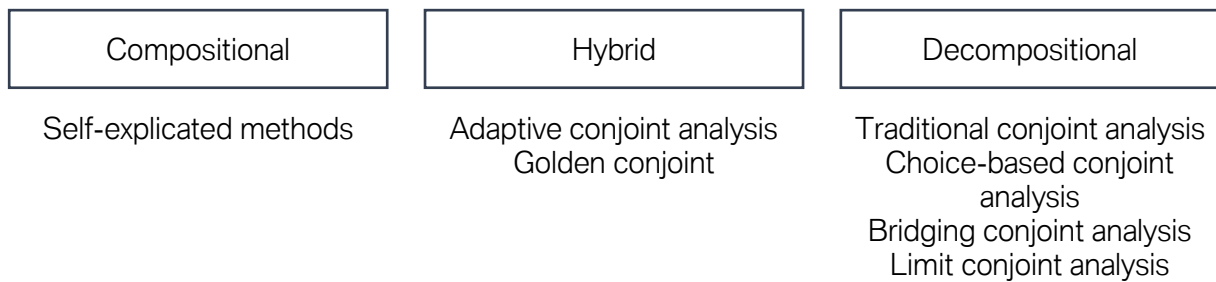 Compositional
Self-explicated methods
Hybrid
Adaptive conjoint analysis
Golden conjoint
Decompositional
Traditional conjoint analysis
Choice-based conjoint
analysis
Bridging conjoint analysis
Limit conjoint analysis